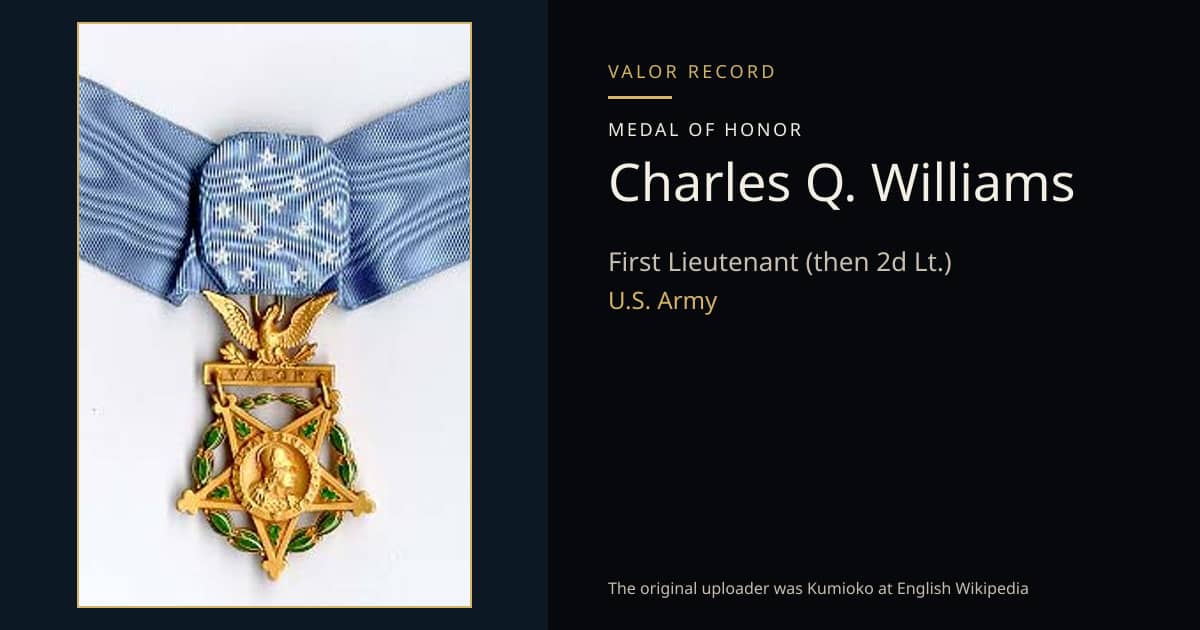 VALOR
VALOR RECORD
MEDAL OF HONOR
Charles Q. Williams
First Lieutenant (then 2d Lt.)
U.S. Army
The original uploader was Kumioko at English Wikipedia